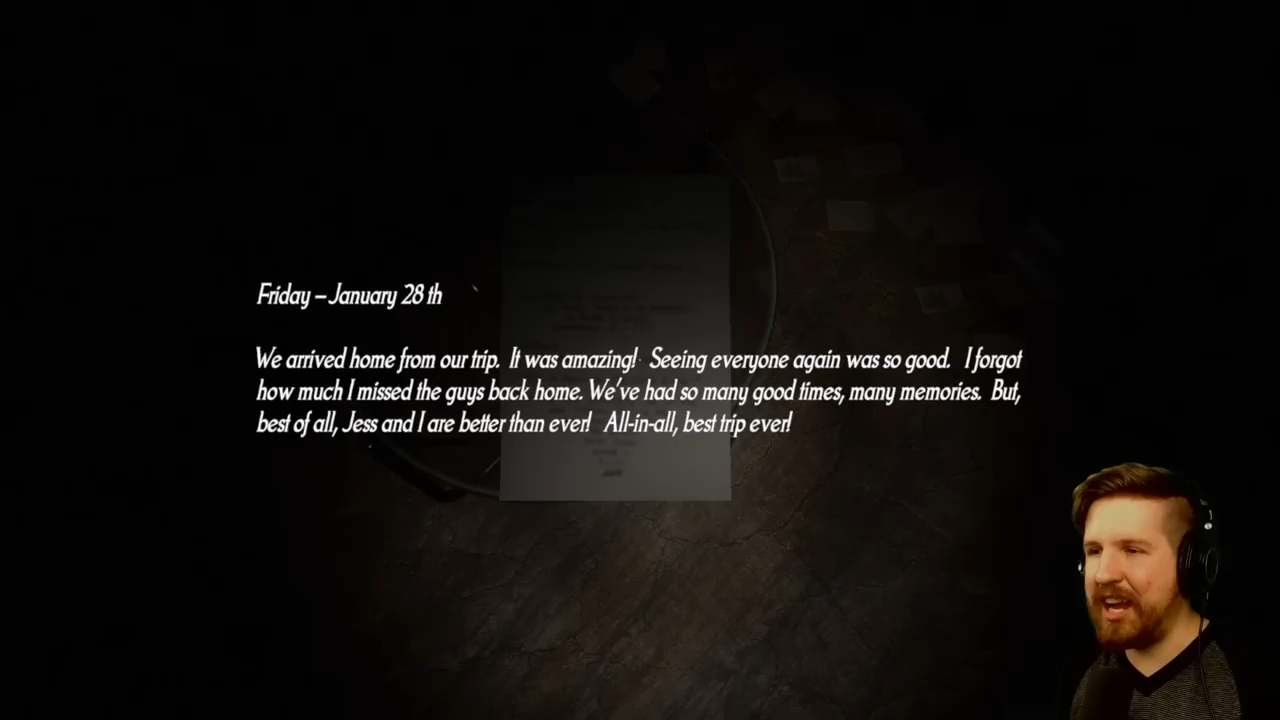 Friday – January 28 th
We arrived home from our trip. It was amazing! Seeing everyone again was so good. I forgot
how much I missed the guys back home. We've had so many good times, many memories. But,
best of all, Jess and I are better than ever! All-in-all, best trip ever!